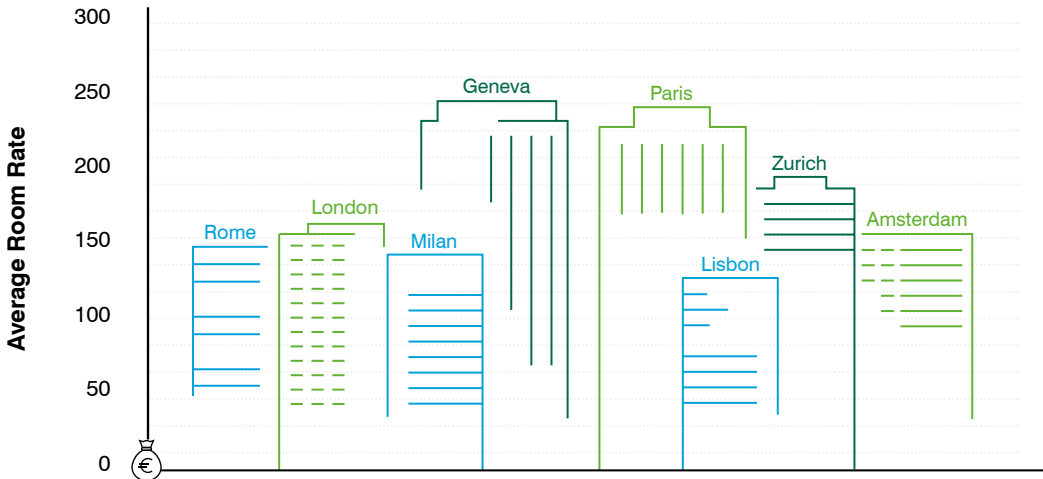 Average Room Rate
300
250
200
150
100
50
0
€
Geneva
Paris
Zurich
London
Amsterdam
Rome
Milan
Lisbon